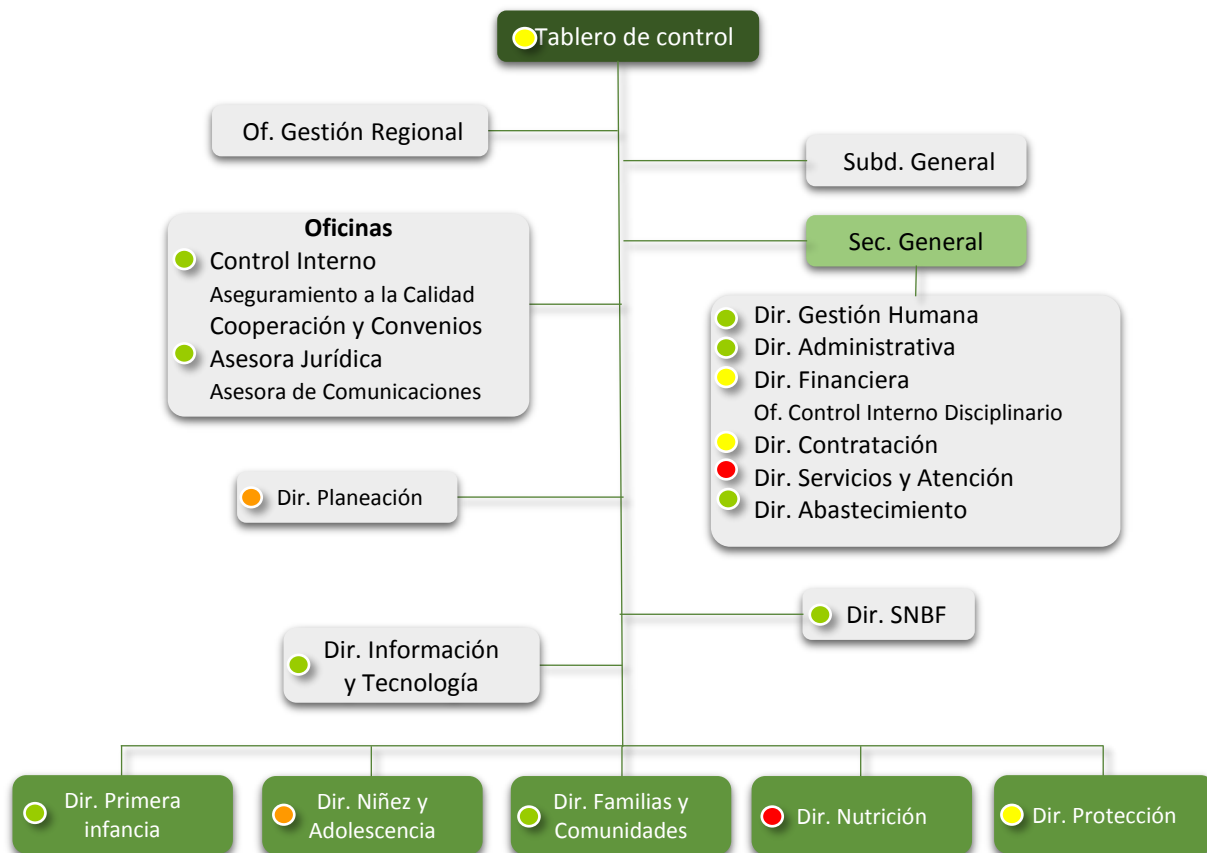 Tablero de control
Of. Gestión Regional
Subd. General
Oficinas
Control Interno
Aseguramiento a la Calidad
Cooperación y Convenios
Asesora Jurídica
Asesora de Comunicaciones
Sec. General
Dir. Gestión Humana
Dir. Administrativa
Dir. Financiera
Of. Control Interno Disciplinario
Dir. Contratación
Dir. Servicios y Atención
Dir. Abastecimiento
Dir. Planeación
Dir. SNBF
Dir. Información
y Tecnología
Dir. Primera
infancia
Dir. Niñez y
Adolescencia
Dir. Familias y
Comunidades
Dir. Nutrición
Dir. Protección